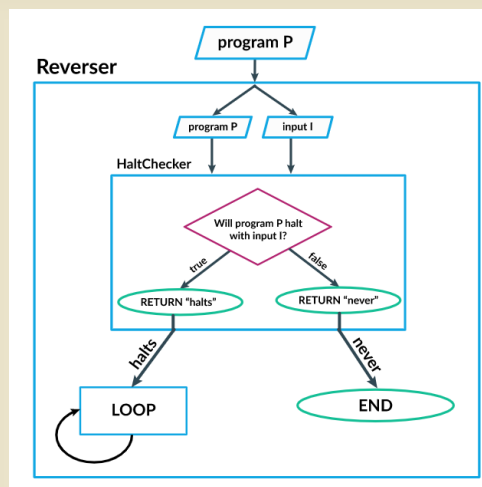 program P
Reverser
program P
input I
HaltChecker
Will program P halt
with input I?
true
false
RETURN “halts”
RETURN “never”
halts
never
LOOP
END